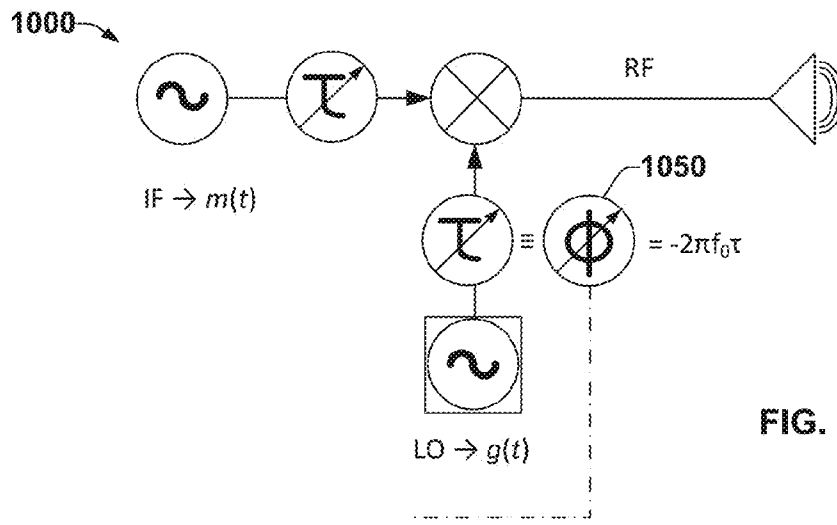 1000
RF
IF → m(t)
τ
1050
τ ≡ Φ = -2πf₀τ
LO → g(t)
FIG.